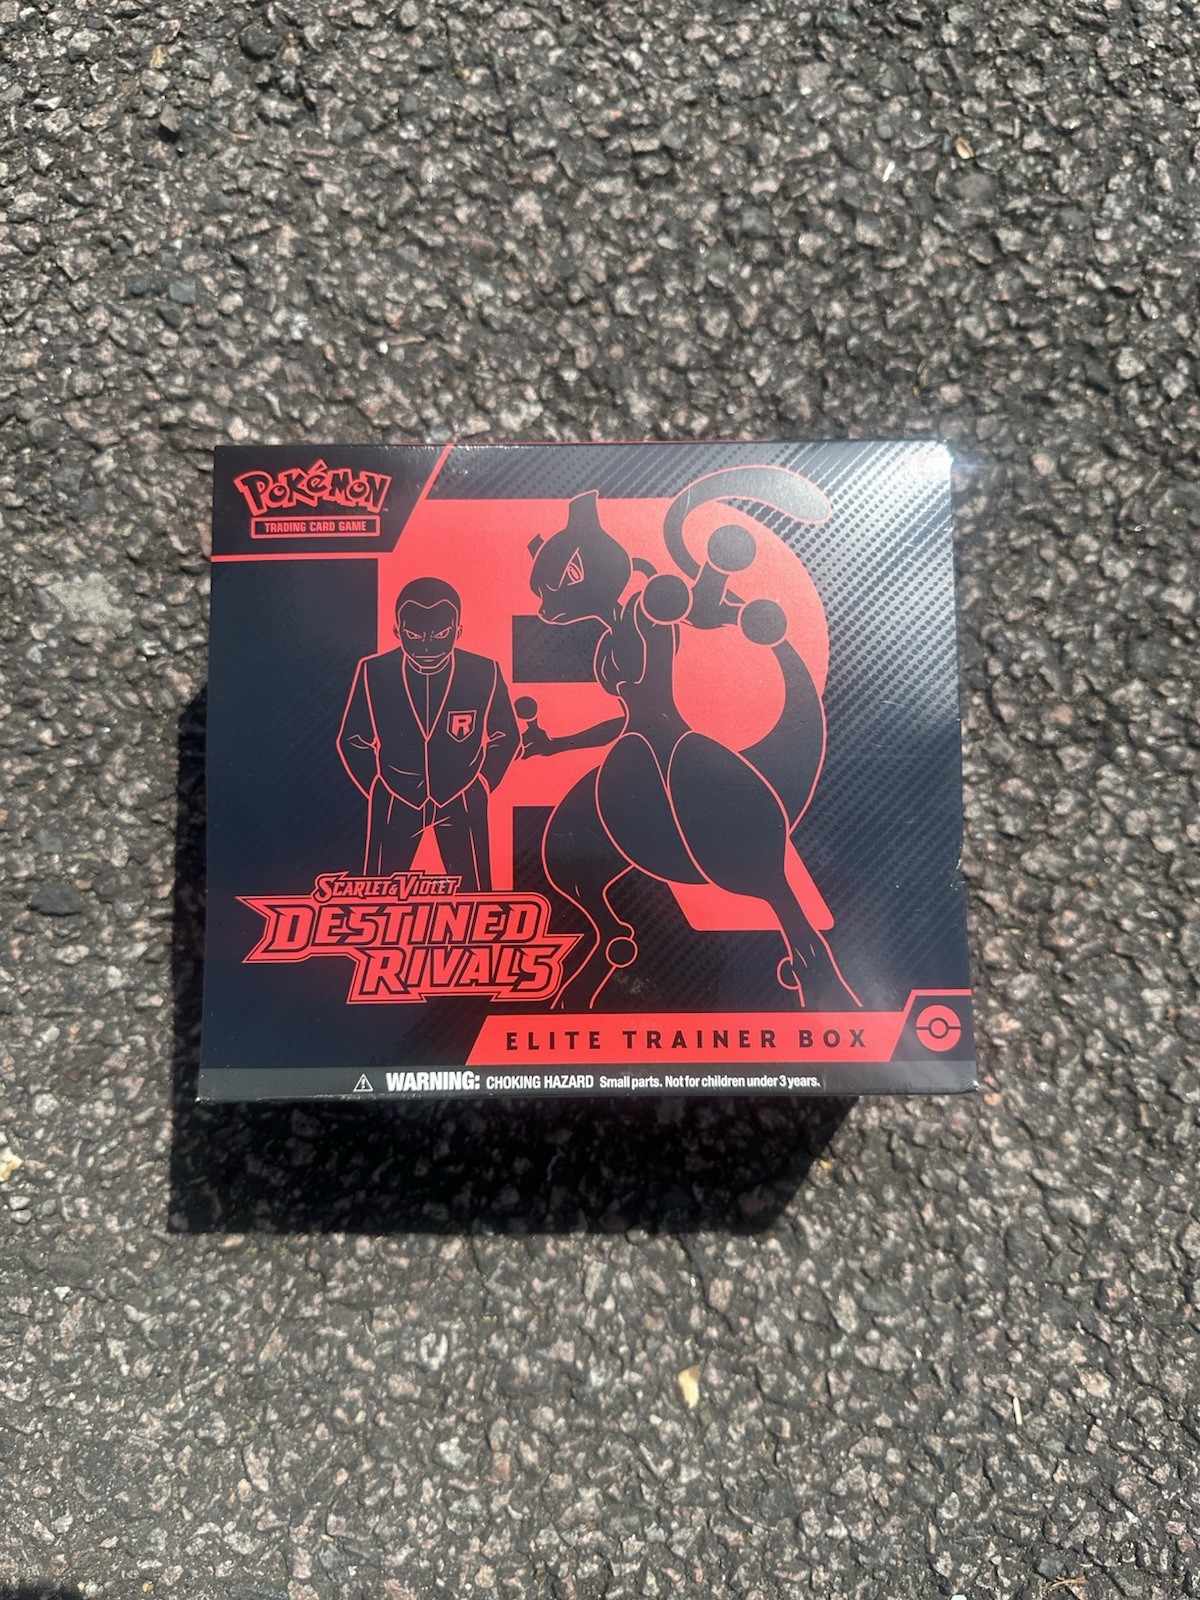 Pokémon
TRADING CARD GAME
R
SCARLET & VIOLET
DESTINED
RIVALS
ELITE TRAINER BOX
WARNING: CHOKING HAZARD Small parts. Not for children under 3 years.